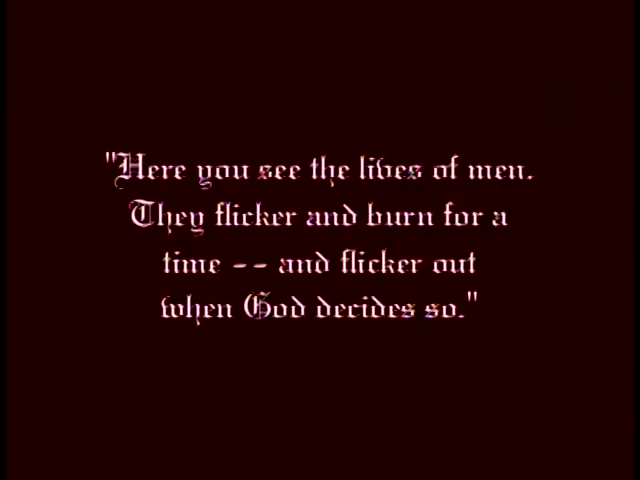 "Here you see the lives of men.
They flicker and burn for a
time -- and flicker out
when God decides so."